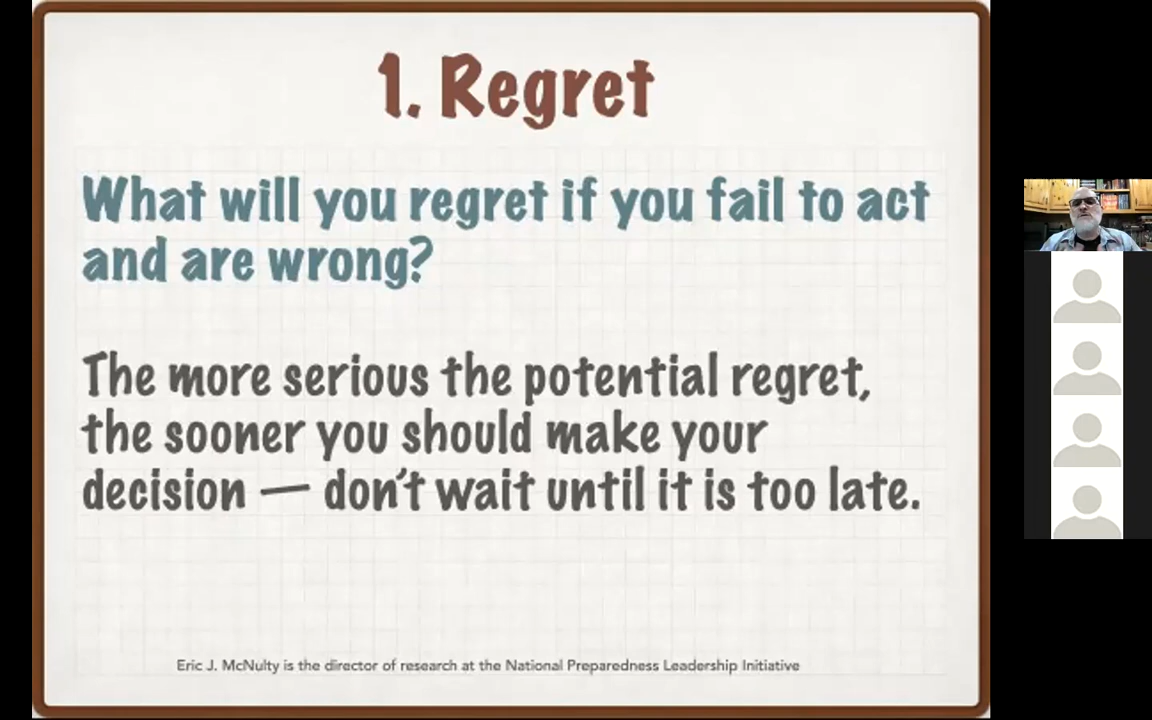 1. Regret
What will you regret if you fail to act
and are wrong?
The more serious the potential regret,
the sooner you should make your
decision — don't wait until it is too late.
Eric J. McNulty is the director of research at the National Preparedness Leadership Initiative